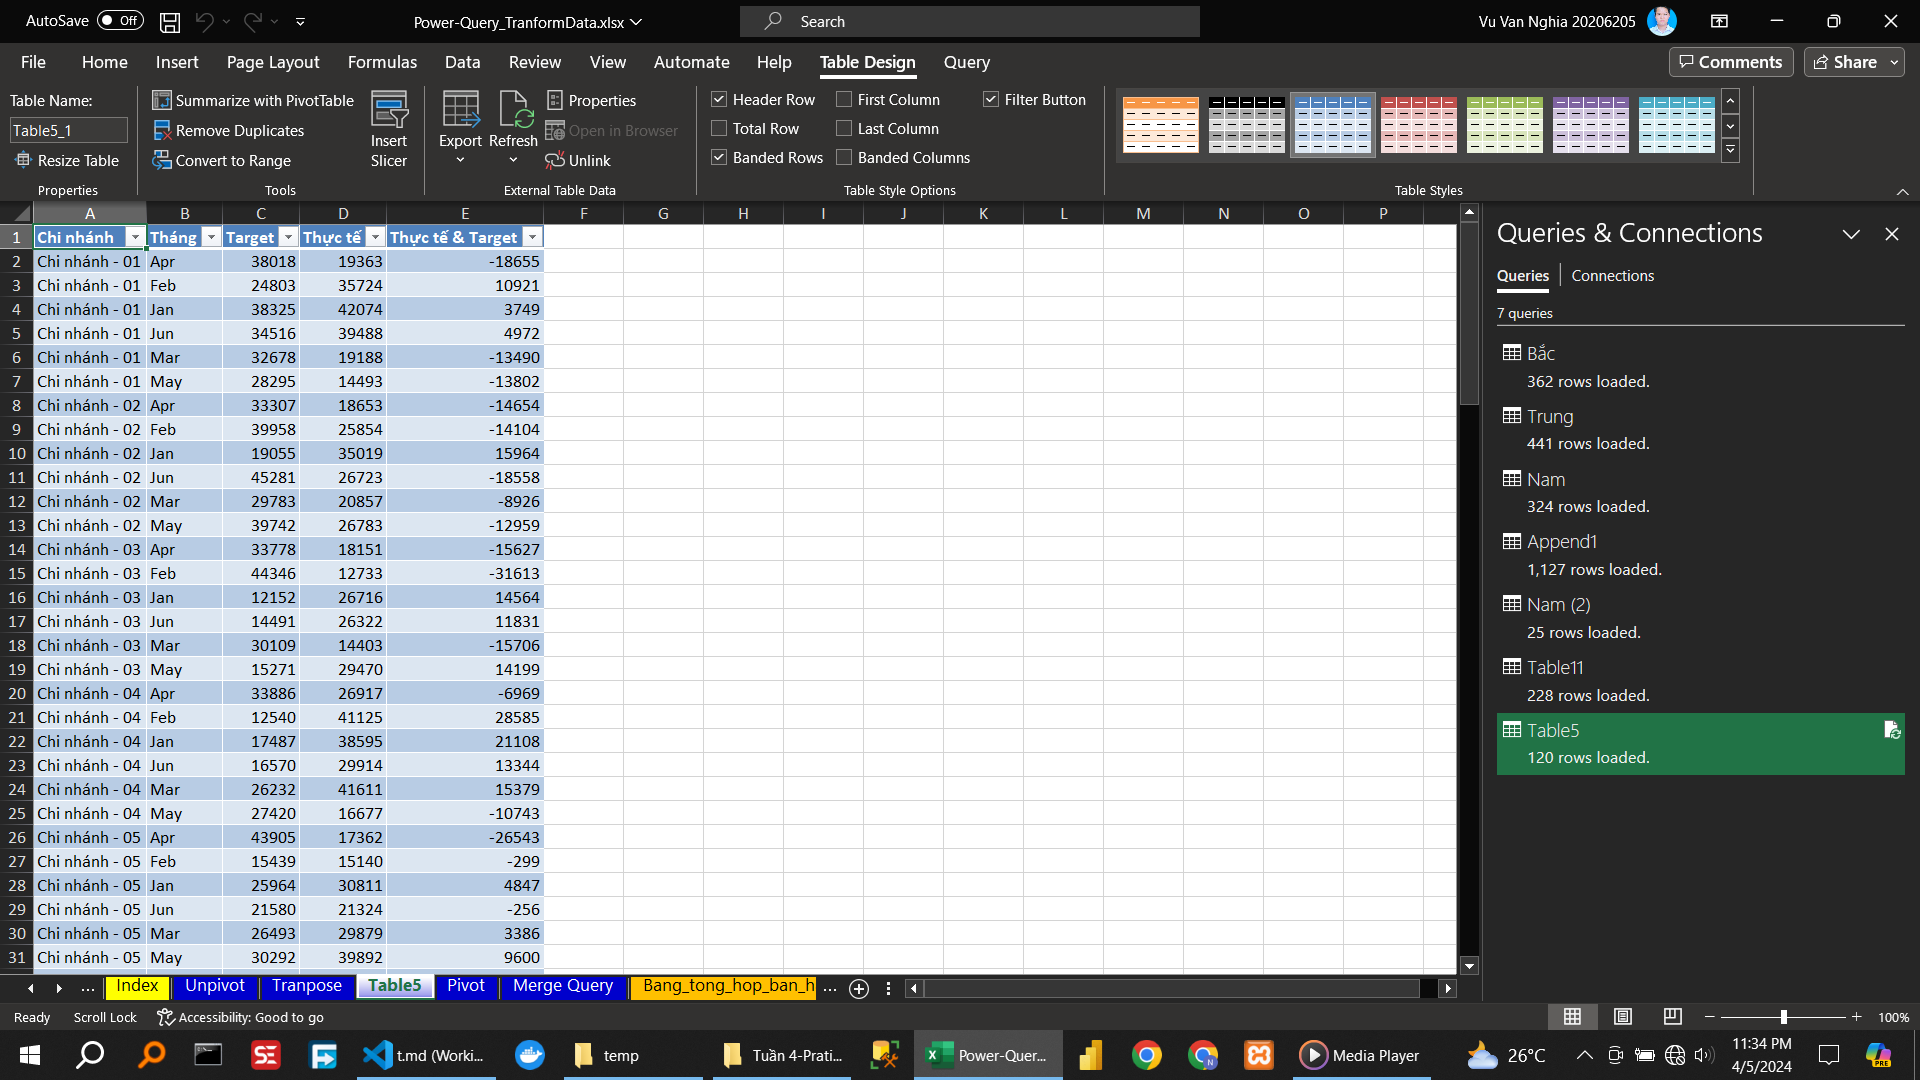 AutoSave Off Power-Query_TranformData.xlsx Search Vu Van Nghia 20206205
File Home Insert Page Layout Formulas Data Review View Automate Help Table Design Query Comments Share
Table Name:
Table5_1
Resize Table
Properties
Summarize with PivotTable
Remove Duplicates
Convert to Range
Tools
Insert
Slicer
Export
Refresh
Properties
Open in Browser
Unlink
External Table Data
Header Row First Column Filter Button
Total Row Last Column
Banded Rows Banded Columns
Table Style Options
Table Styles
A B C D E F G H I J K L M N O P
1 Chi nhánh Tháng Target Thực tế Thực tế & Target
2 Chi nhánh - 01 Apr 38018 19363 -18655
3 Chi nhánh - 01 Feb 24803 35724 10921
4 Chi nhánh - 01 Jan 38325 42074 3749
5 Chi nhánh - 01 Jun 34516 39488 4972
6 Chi nhánh - 01 Mar 32678 19188 -13490
7 Chi nhánh - 01 May 28295 14493 -13802
8 Chi nhánh - 02 Apr 33307 18653 -14654
9 Chi nhánh - 02 Feb 39958 25854 -14104
10 Chi nhánh - 02 Jan 19055 35019 15964
11 Chi nhánh - 02 Jun 45281 26723 -18558
12 Chi nhánh - 02 Mar 29783 20857 -8926
13 Chi nhánh - 02 May 39742 26783 -12959
14 Chi nhánh - 03 Apr 33778 18151 -15627
15 Chi nhánh - 03 Feb 44346 12733 -31613
16 Chi nhánh - 03 Jan 12152 26716 14564
17 Chi nhánh - 03 Jun 14491 26322 11831
18 Chi nhánh - 03 Mar 30109 14403 -15706
19 Chi nhánh - 03 May 15271 29470 14199
20 Chi nhánh - 04 Apr 33886 26917 -6969
21 Chi nhánh - 04 Feb 12540 41125 28585
22 Chi nhánh - 04 Jan 17487 38595 21108
23 Chi nhánh - 04 Jun 16570 29914 13344
24 Chi nhánh - 04 Mar 26232 41611 15379
25 Chi nhánh - 04 May 27420 16677 -10743
26 Chi nhánh - 05 Apr 43905 17362 -26543
27 Chi nhánh - 05 Feb 15439 15140 -299
28 Chi nhánh - 05 Jan 25964 30811 4847
29 Chi nhánh - 05 Jun 21580 21324 -256
30 Chi nhánh - 05 Mar 26493 29879 3386
31 Chi nhánh - 05 May 30292 39892 9600
Queries & Connections
Queries Connections
7 queries
Bắc
362 rows loaded.
Trung
441 rows loaded.
Nam
324 rows loaded.
Append1
1,127 rows loaded.
Nam (2)
25 rows loaded.
Table11
228 rows loaded.
Table5
120 rows loaded.
... Index Unpivot Tranpose Table5 Pivot Merge Query Bang_tong_hop_ban_h ...
Ready Scroll Lock Accessibility: Good to go 100%
t.md (Worki... temp Tuần 4-Prati... Power-Quer... Media Player 26°C 11:34 PM
4/5/2024